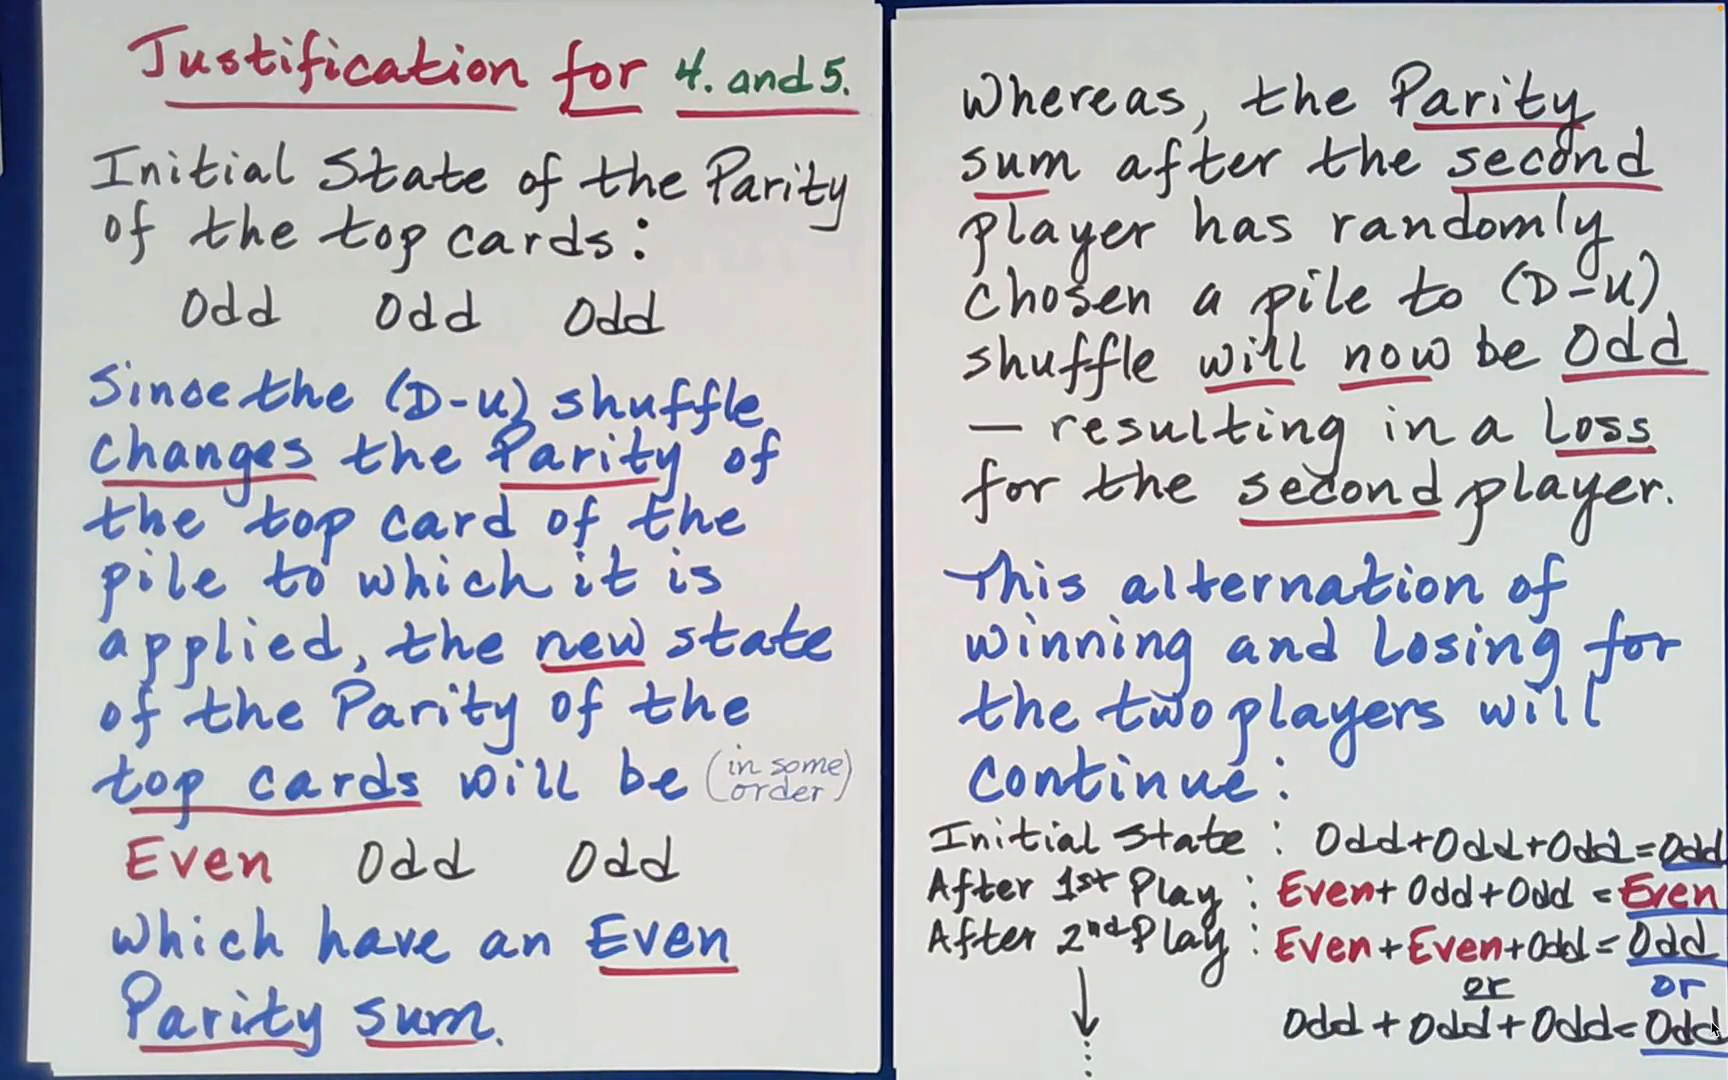 Justification for 4. and 5.
Initial State of the Parity
of the top cards:
Odd Odd Odd
Since the (D-U) shuffle
changes the Parity of
the top card of the
pile to which it is
applied, the new state
of the Parity of the
top cards will be (in some order)
Even Odd Odd
which have an Even
Parity sum.
Whereas, the Parity
sum after the second
player has randomly
chosen a pile to (D-U)
shuffle will now be Odd
— resulting in a Loss
for the second player.
This alternation of
winning and Losing for
the two players will
continue:
Initial State: Odd+Odd+Odd=Odd
After 1st Play: Even+Odd+Odd=Even
After 2nd Play: Even+Even+Odd=Odd
or or
Odd+Odd+Odd=Odd